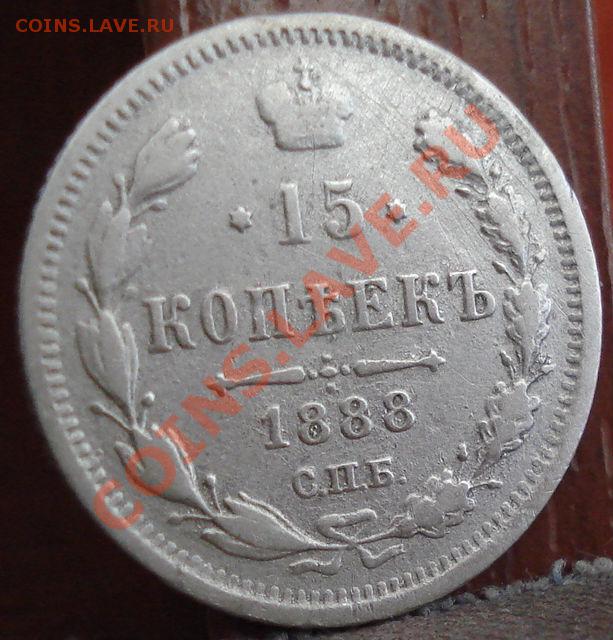 COINS.LAVE.RU
* 15 *
КОПѢЕКЪ
1888
С.П.Б.
COINS.LAVE.RU